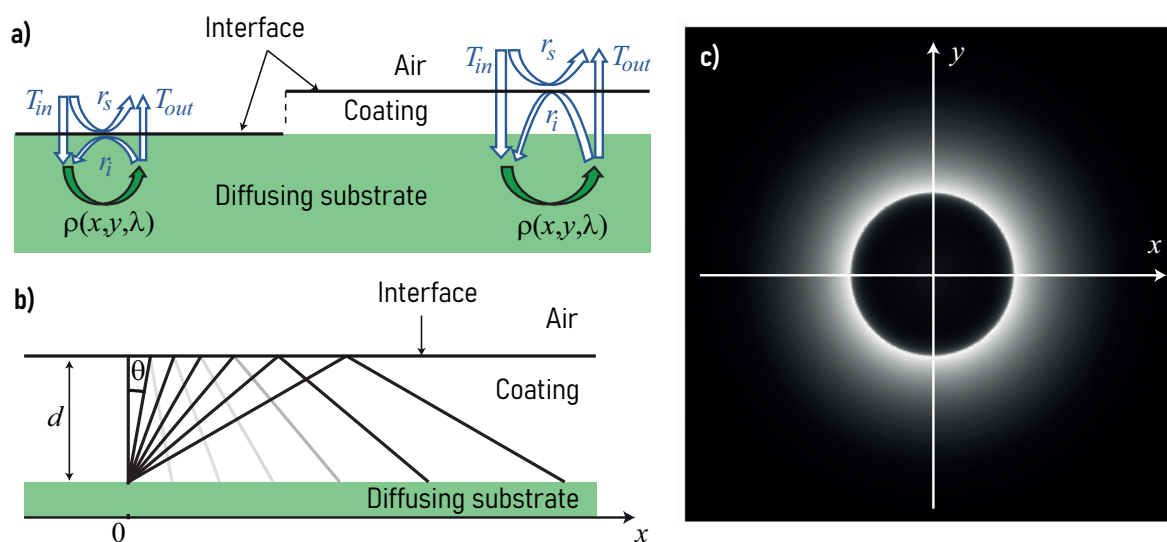 a)
Interface
Air
Coating
T_in r_s T_out
r_i
T_in r_s T_out
r_i
Diffusing substrate
ρ(x,y,λ)
ρ(x,y,λ)
b)
Interface
Air
θ
Coating
d
Diffusing substrate
0
x
c)
y
x